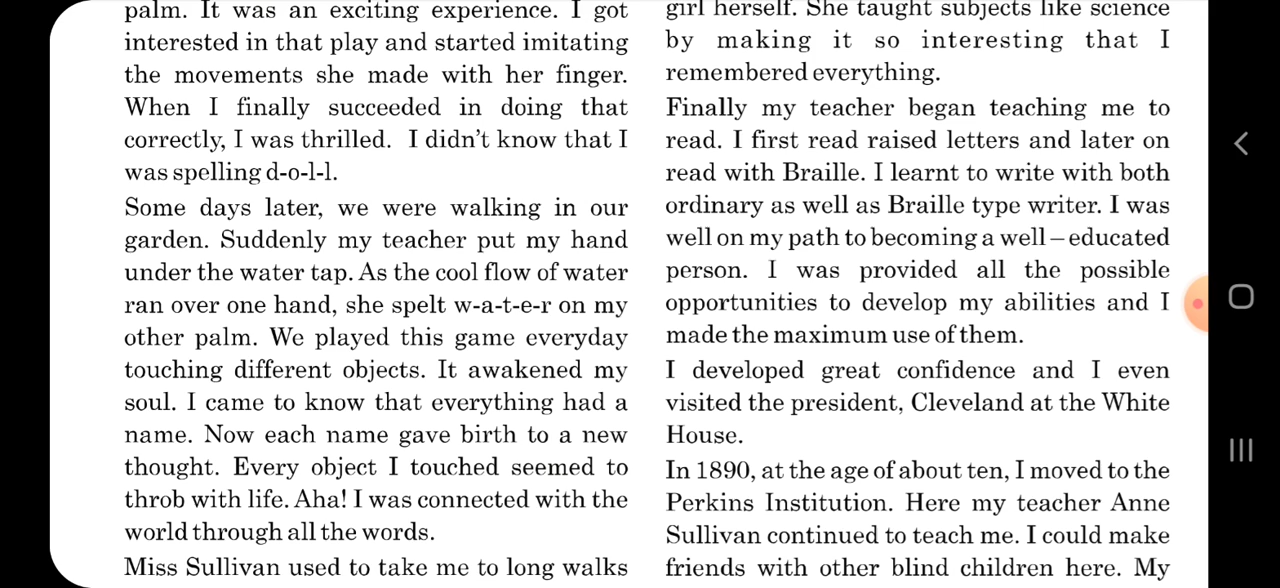 palm. It was an exciting experience. I got
interested in that play and started imitating
the movements she made with her finger.
When I finally succeeded in doing that
correctly, I was thrilled. I didn't know that I
was spelling d-o-l-l.
Some days later, we were walking in our
garden. Suddenly my teacher put my hand
under the water tap. As the cool flow of water
ran over one hand, she spelt w-a-t-e-r on my
other palm. We played this game everyday
touching different objects. It awakened my
soul. I came to know that everything had a
name. Now each name gave birth to a new
thought. Every object I touched seemed to
throb with life. Aha! I was connected with the
world through all the words.
Miss Sullivan used to take me to long walks
girl herself. She taught subjects like science
by making it so interesting that I
remembered everything.
Finally my teacher began teaching me to
read. I first read raised letters and later on
read with Braille. I learnt to write with both
ordinary as well as Braille type writer. I was
well on my path to becoming a well – educated
person. I was provided all the possible
opportunities to develop my abilities and I
made the maximum use of them.
I developed great confidence and I even
visited the president, Cleveland at the White
House.
In 1890, at the age of about ten, I moved to the
Perkins Institution. Here my teacher Anne
Sullivan continued to teach me. I could make
friends with other blind children here. My